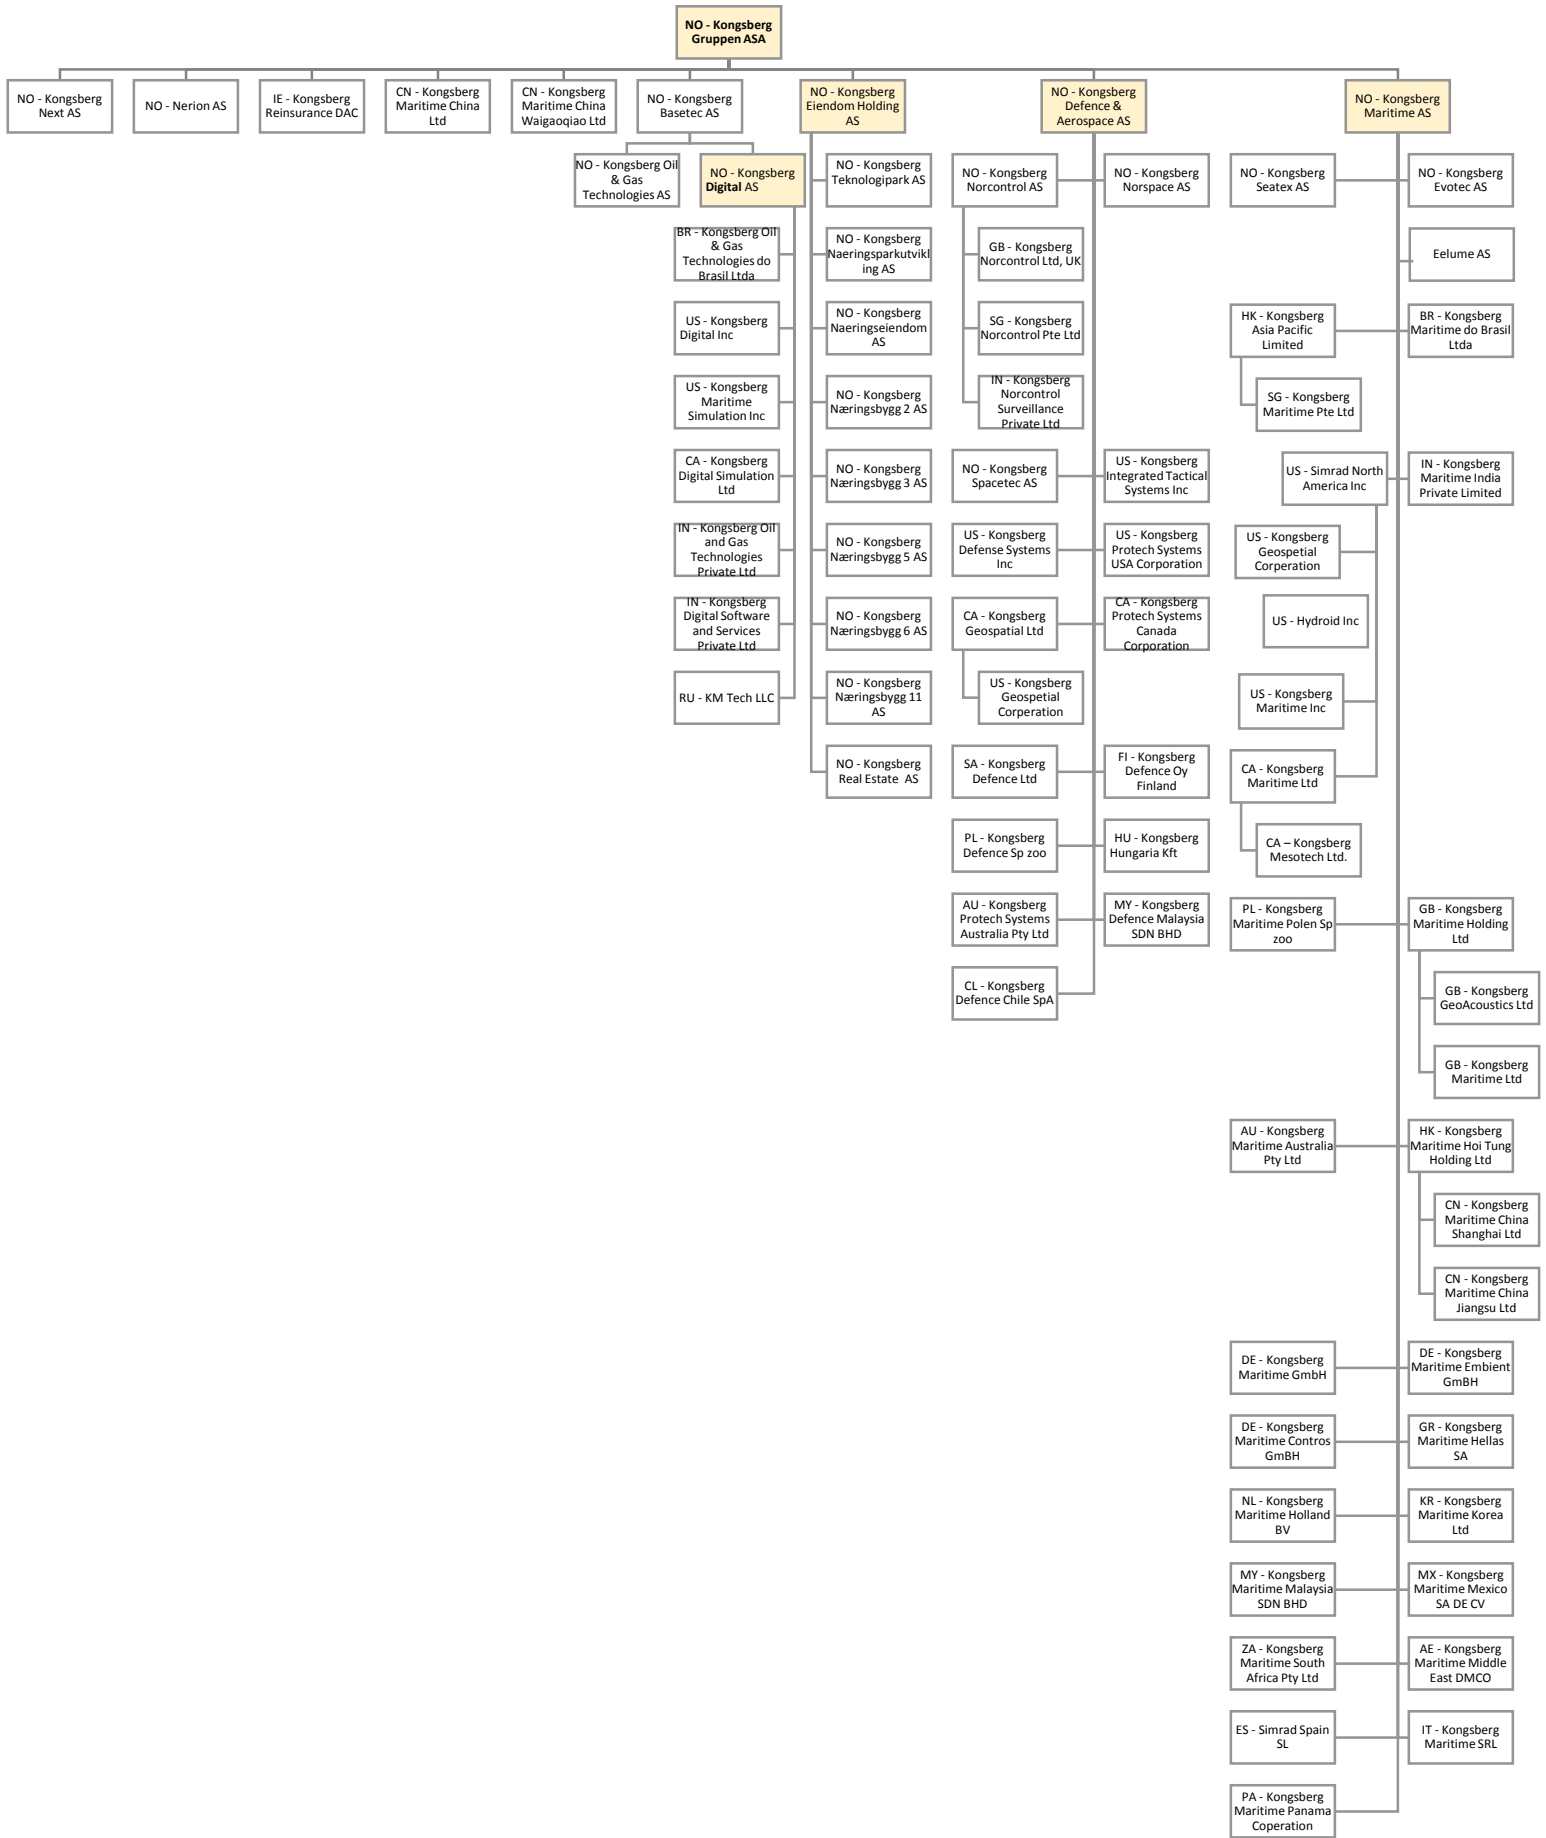 NO - Kongsberg
Gruppen ASA
NO - Kongsberg
Next AS
NO - Nerion AS
IE - Kongsberg
Reinsurance DAC
CN - Kongsberg
Maritime China
Ltd
CN - Kongsberg
Maritime China
Waigaoqiao Ltd
NO - Kongsberg
Basetec AS
NO - Kongsberg
Eiendom Holding
AS
NO - Kongsberg
Defence &
Aerospace AS
NO - Kongsberg
Maritime AS
NO - Kongsberg Oil
& Gas
Technologies AS
NO - Kongsberg
Digital AS
BR - Kongsberg Oil
& Gas
Technologies do
Brasil Ltda
US - Kongsberg
Digital Inc
US - Kongsberg
Maritime
Simulation Inc
CA - Kongsberg
Digital Simulation
Ltd
IN - Kongsberg Oil
and Gas
Technologies
Private Ltd
IN - Kongsberg
Digital Software
and Services
Private Ltd
RU - KM Tech LLC
NO - Kongsberg
Teknologipark AS
NO - Kongsberg
Naeringsparkutvikl
ing AS
NO - Kongsberg
Naeringseiendom
AS
NO - Kongsberg
Næringsbygg 2 AS
NO - Kongsberg
Næringsbygg 3 AS
NO - Kongsberg
Næringsbygg 5 AS
NO - Kongsberg
Næringsbygg 6 AS
NO - Kongsberg
Næringsbygg 11
AS
NO - Kongsberg
Real Estate AS
NO - Kongsberg
Norcontrol AS
NO - Kongsberg
Norspace AS
GB - Kongsberg
Norcontrol Ltd, UK
SG - Kongsberg
Norcontrol Pte Ltd
IN - Kongsberg
Norcontrol
Surveillance
Private Ltd
NO - Kongsberg
Spacetec AS
US - Kongsberg
Integrated Tactical
Systems Inc
US - Kongsberg
Defense Systems
Inc
US - Kongsberg
Protech Systems
USA Corporation
CA - Kongsberg
Geospatial Ltd
CA - Kongsberg
Protech Systems
Canada
Corporation
US - Kongsberg
Geospetial
Corperation
SA - Kongsberg
Defence Ltd
FI - Kongsberg
Defence Oy
Finland
PL - Kongsberg
Defence Sp zoo
HU - Kongsberg
Hungaria Kft
AU - Kongsberg
Protech Systems
Australia Pty Ltd
MY - Kongsberg
Defence Malaysia
SDN BHD
CL - Kongsberg
Defence Chile SpA
NO - Kongsberg
Seatex AS
NO - Kongsberg
Evotec AS
Eelume AS
HK - Kongsberg
Asia Pacific
Limited
BR - Kongsberg
Maritime do Brasil
Ltda
SG - Kongsberg
Maritime Pte Ltd
US - Simrad North
America Inc
IN - Kongsberg
Maritime India
Private Limited
US - Kongsberg
Geospetial
Corperation
US - Hydroid Inc
US - Kongsberg
Maritime Inc
CA - Kongsberg
Maritime Ltd
CA – Kongsberg
Mesotech Ltd.
PL - Kongsberg
Maritime Polen Sp
zoo
GB - Kongsberg
Maritime Holding
Ltd
GB - Kongsberg
GeoAcoustics Ltd
GB - Kongsberg
Maritime Ltd
AU - Kongsberg
Maritime Australia
Pty Ltd
HK - Kongsberg
Maritime Hoi Tung
Holding Ltd
CN - Kongsberg
Maritime China
Shanghai Ltd
CN - Kongsberg
Maritime China
Jiangsu Ltd
DE - Kongsberg
Maritime GmbH
DE - Kongsberg
Maritime Embient
GmBH
DE - Kongsberg
Maritime Contros
GmBH
GR - Kongsberg
Maritime Hellas
SA
NL - Kongsberg
Maritime Holland
BV
KR - Kongsberg
Maritime Korea
Ltd
MY - Kongsberg
Maritime Malaysia
SDN BHD
MX - Kongsberg
Maritime Mexico
SA DE CV
ZA - Kongsberg
Maritime South
Africa Pty Ltd
AE - Kongsberg
Maritime Middle
East DMCO
ES - Simrad Spain
SL
IT - Kongsberg
Maritime SRL
PA - Kongsberg
Maritime Panama
Coperation